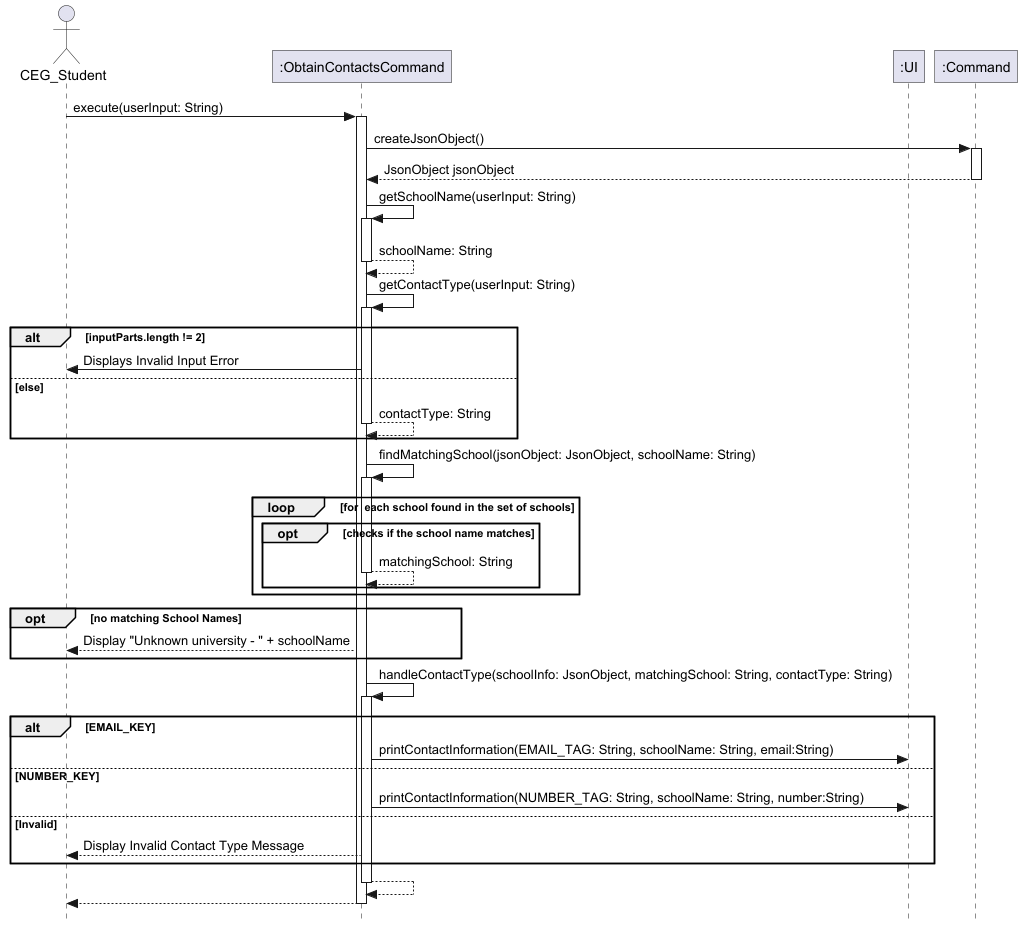 CEG_Student
:ObtainContactsCommand
:UI
:Command
execute(userInput: String)
createJsonObject()
JsonObject jsonObject
getSchoolName(userInput: String)
schoolName: String
getContactType(userInput: String)
alt
[inputParts.length != 2]
Displays Invalid Input Error
[else]
contactType: String
findMatchingSchool(jsonObject: JsonObject, schoolName: String)
loop
[for each school found in the set of schools]
opt
[checks if the school name matches]
matchingSchool: String
opt
[no matching School Names]
Display "Unknown university - " + schoolName
handleContactType(schoolInfo: JsonObject, matchingSchool: String, contactType: String)
alt
[EMAIL_KEY]
printContactInformation(EMAIL_TAG: String, schoolName: String, email:String)
[NUMBER_KEY]
printContactInformation(NUMBER_TAG: String, schoolName: String, number:String)
[Invalid]
Display Invalid Contact Type Message